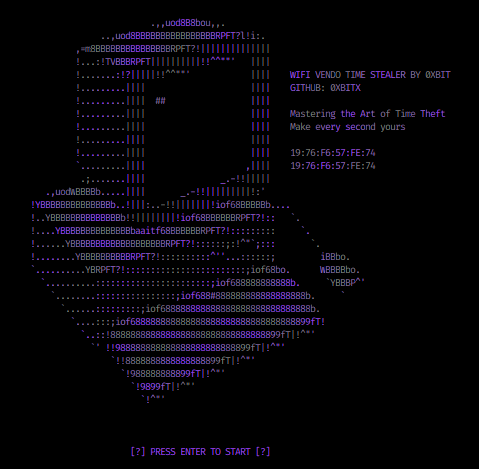 WIFI VENDO TIME STEALER BY 0XBIT
GITHUB: 0XBITX
Mastering the Art of Time Theft
Make every second yours
19:76:F6:57:FE:74
19:76:F6:57:FE:74
##
[?] PRESS ENTER TO START [?]